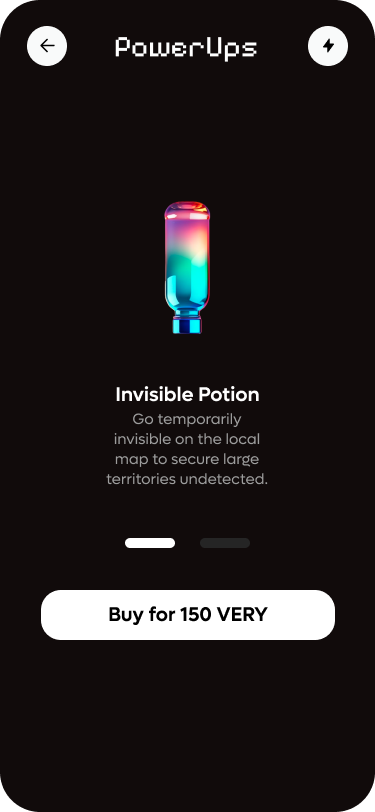 PowerUps
Invisible Potion
Go temporarily
invisible on the local
map to secure large
territories undetected.
Buy for 150 VERY